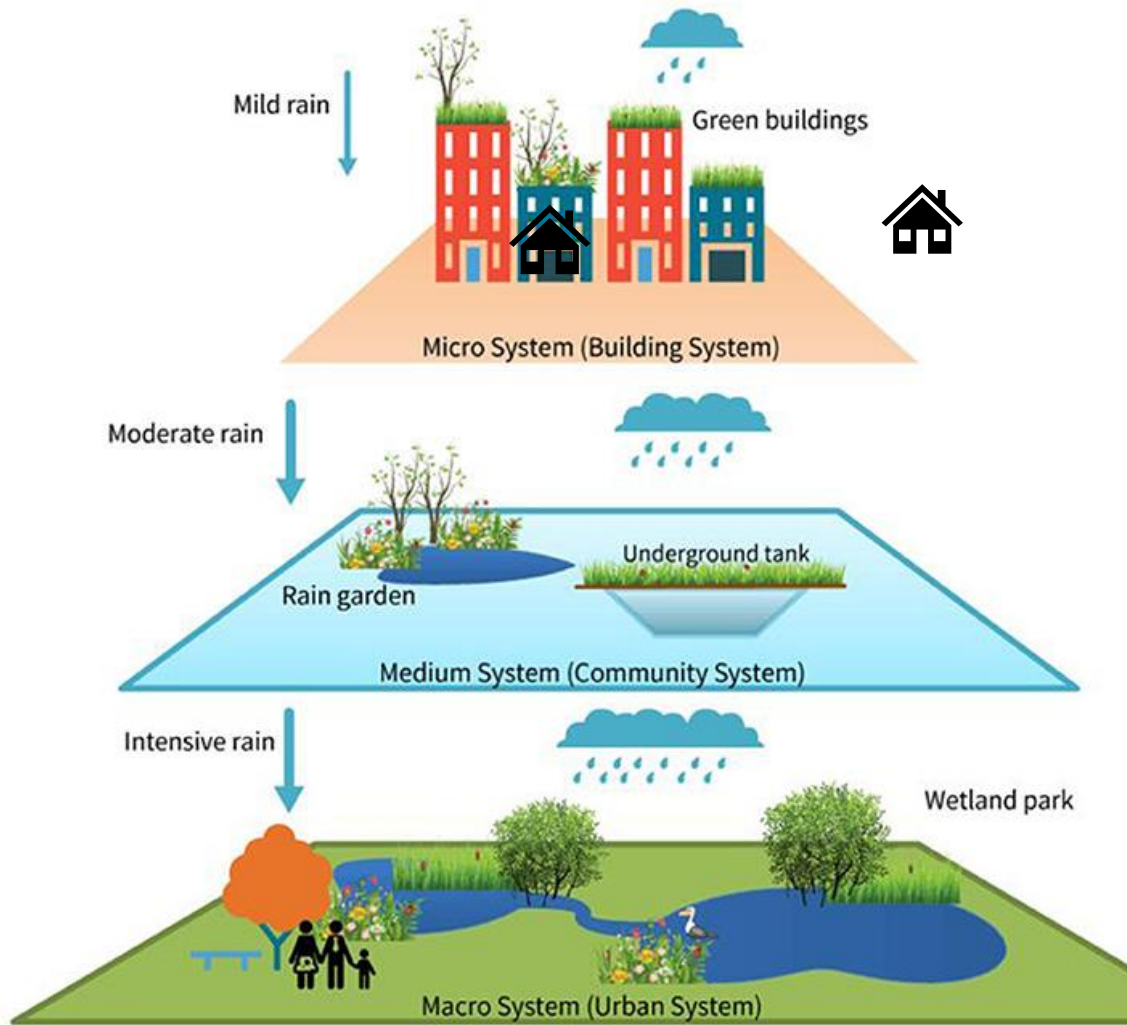 Mild rain
Green buildings
Micro System (Building System)
Moderate rain
Underground tank
Rain garden
Medium System (Community System)
Intensive rain
Wetland park
Macro System (Urban System)